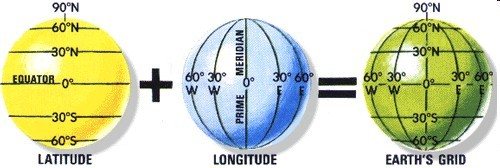 90°N
60°N
30°N
EQUATOR
0°
30°S
60°S
LATITUDE
+
PRIME MERIDIAN
60° 30° 0° 30° 60°
W W E E
LONGITUDE
=
90°N
60°N
30°N
60° 30° 0° 30° 60°
W W E E
30°S
60°S
EARTH'S GRID